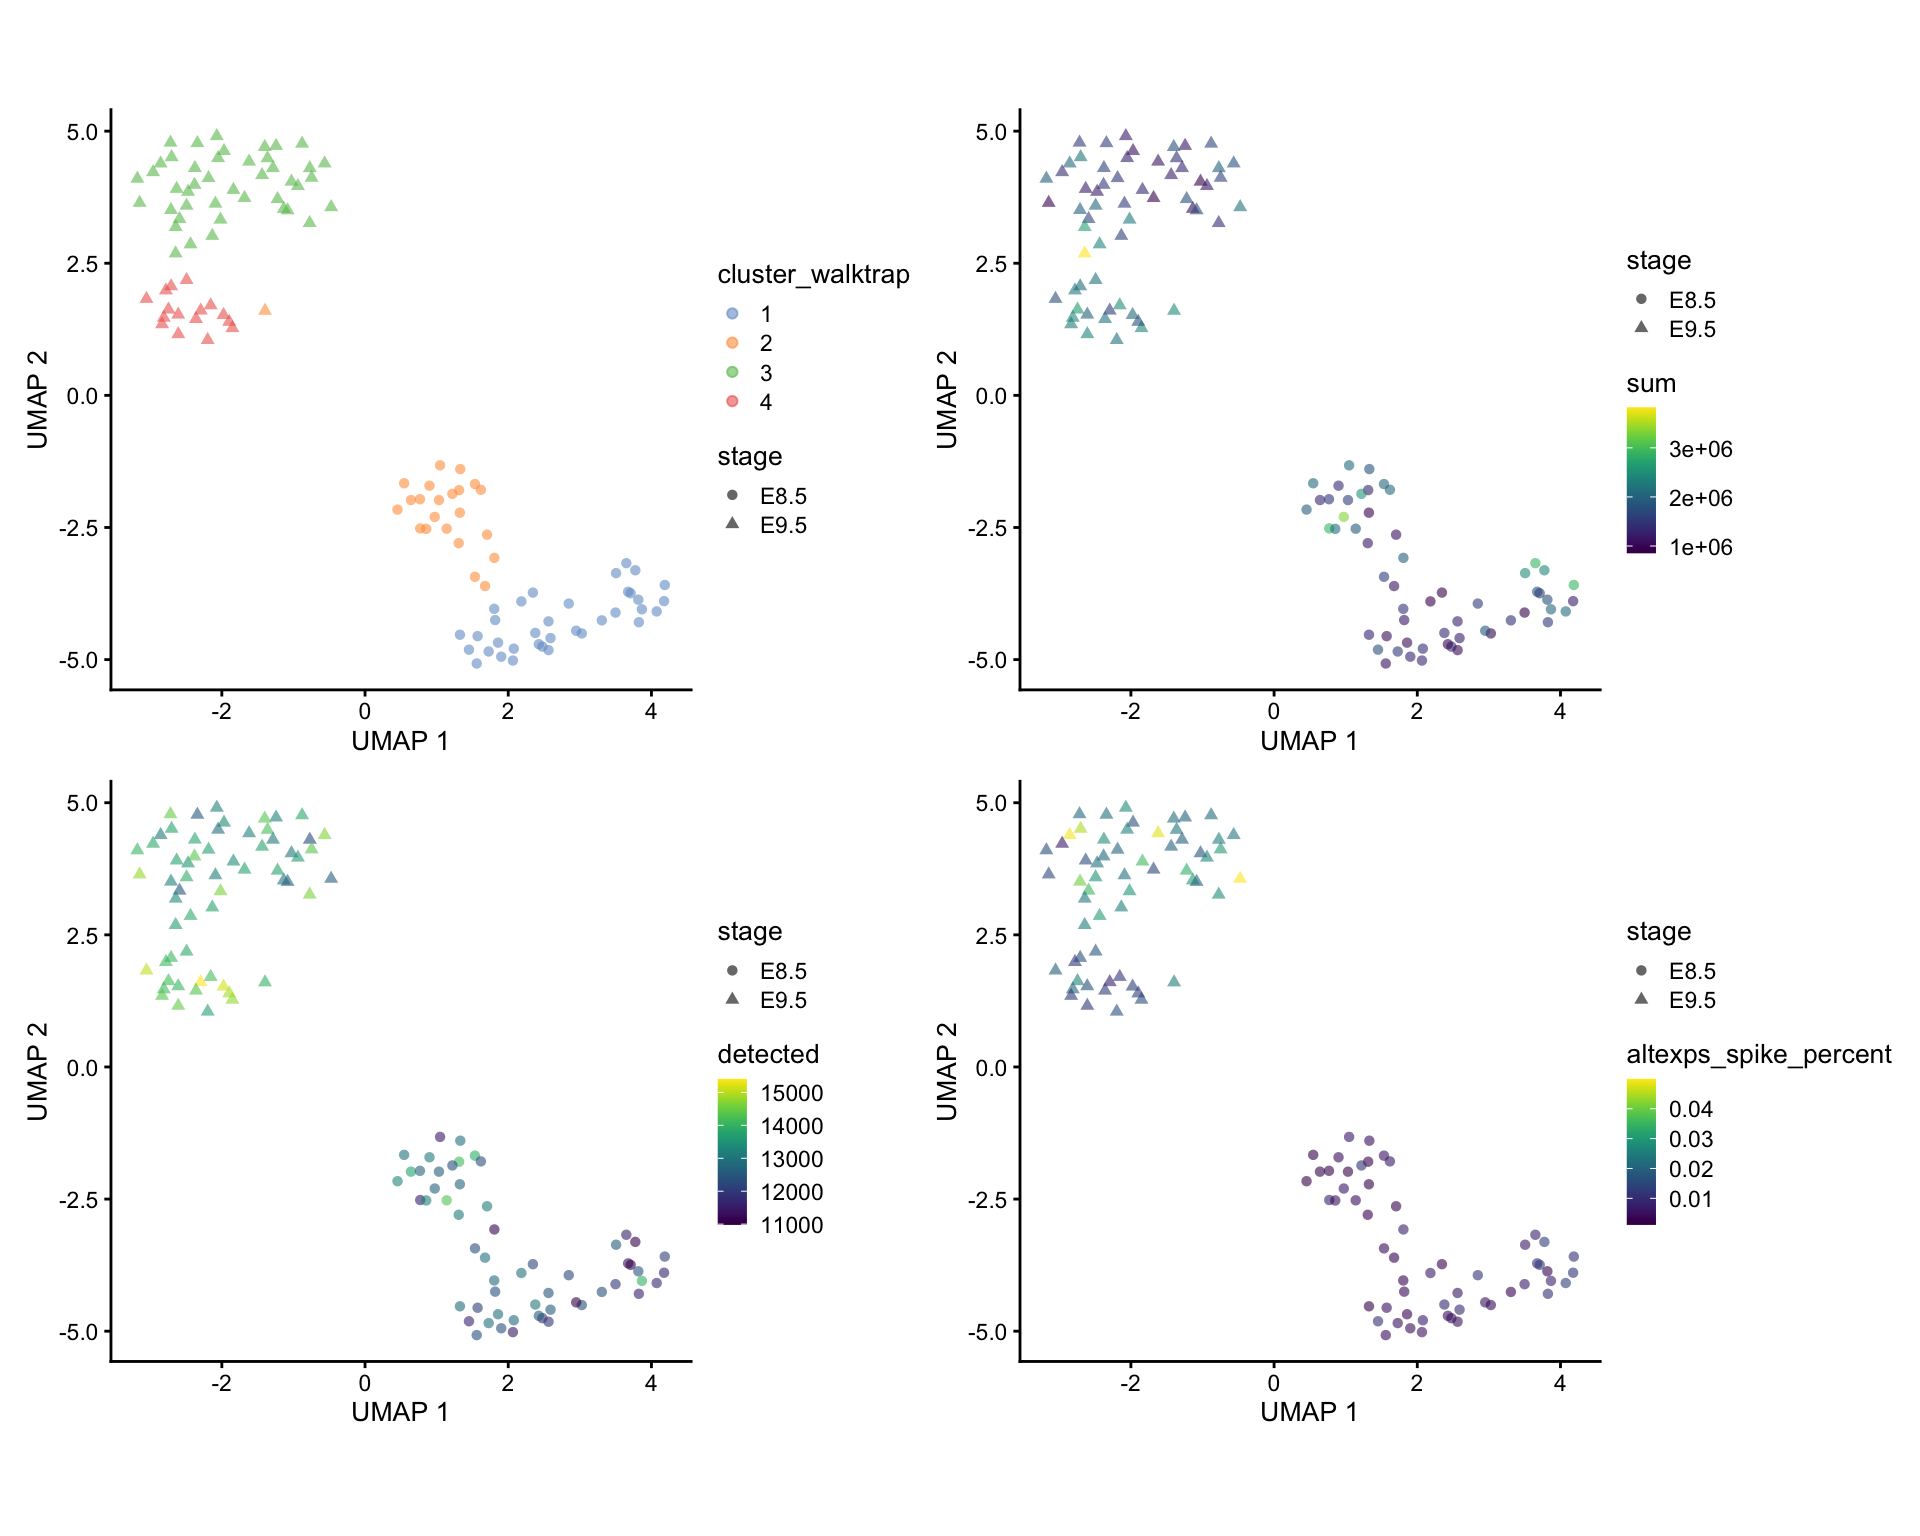 5.0
2.5
0.0
-2.5
-5.0
UMAP 2
-2 0 2 4
UMAP 1
cluster_walktrap
1
2
3
4
stage
E8.5
E9.5
5.0
2.5
0.0
-2.5
-5.0
UMAP 2
-2 0 2 4
UMAP 1
stage
E8.5
E9.5
sum
3e+06
2e+06
1e+06
5.0
2.5
0.0
-2.5
-5.0
UMAP 2
-2 0 2 4
UMAP 1
stage
E8.5
E9.5
detected
15000
14000
13000
12000
11000
5.0
2.5
0.0
-2.5
-5.0
UMAP 2
-2 0 2 4
UMAP 1
stage
E8.5
E9.5
altexps_spike_percent
0.04
0.03
0.02
0.01